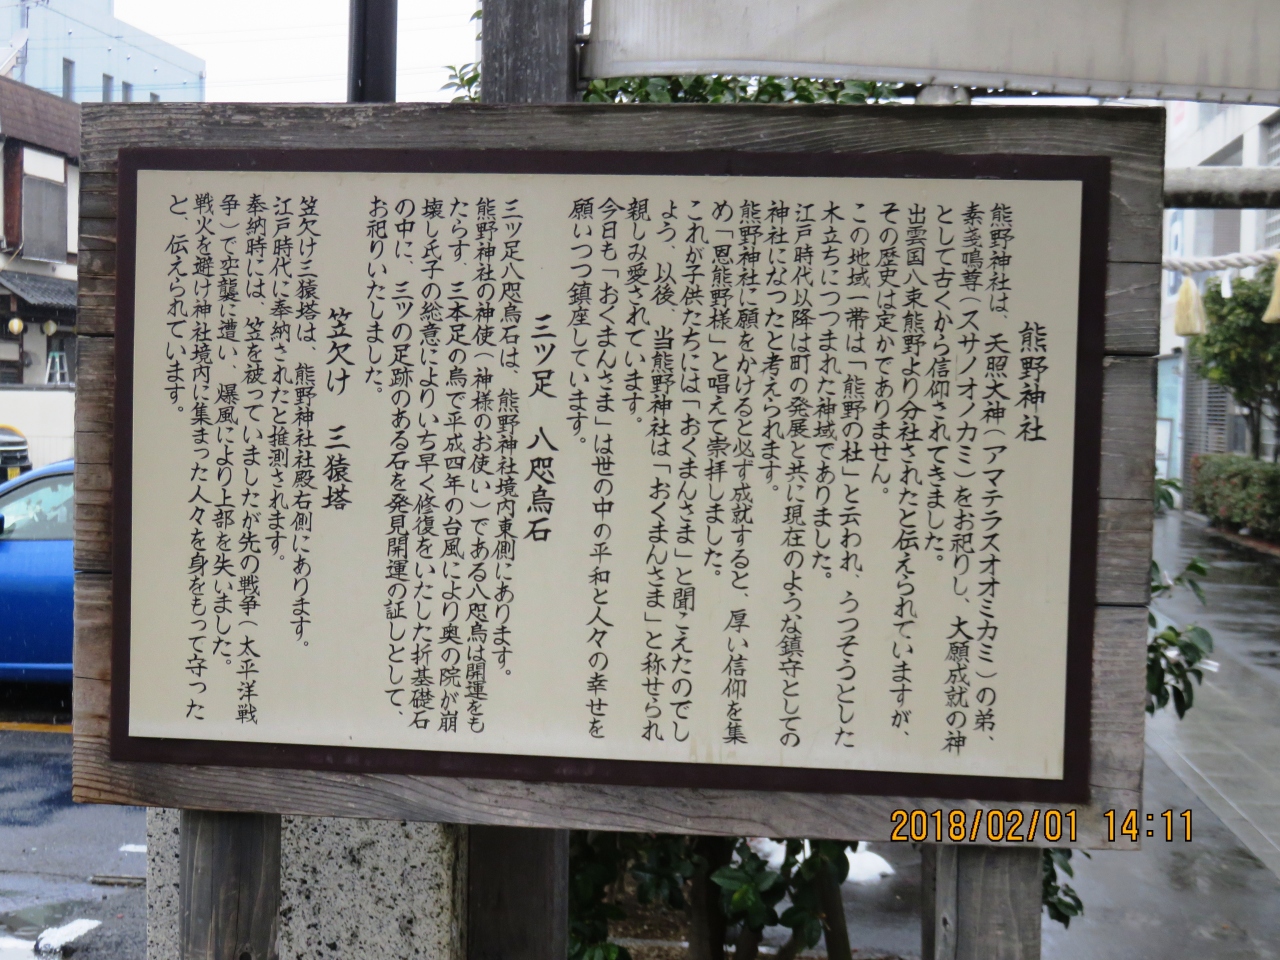 熊野神社
熊野神社は、天照大神（アマテラスオオミカミ）の弟、
素戔鳴尊（スサノオノカミ）をお祀りし、大願成就の神
として古くから信仰されてきました。
出雲国八束熊野より分社されたと伝えられていますが、
その歴史は定かでありません。
この地域一帯は「熊野の杜」と云われ、うつそうとした
木立ちにつつまれた神域でありました。
江戸時代以降は町の発展と共に現在のような鎮守としての
神社になったと考えられます。
熊野神社に願をかけると必ず成就すると、厚い信仰を集
め「恩熊野様」と唱えて崇拝しました。
これが子供たちには「おくまんさま」と聞こえたのでし
ょう、以後、当熊野神社は「おくまんさま」と称せられ
親しみ愛されています。
今日も「おくまんさま」は世の中の平和と人々の幸せを
願いつつ鎮座しています。
三ツ足 八咫烏石
三ツ足八咫烏石は、熊野神社境内東側にあります。
熊野神社の神使（神様のお使い）である八咫烏は開運をも
たらす、三本足の烏で平成四年の台風により奥の院が崩
壊し氏子の総意によりいち早く修復をいたした折基礎石
の中に、三ツの足跡のある石を発見開運の証しとして、
お祀りいたしました。
笠欠け 三猿塔
笠欠け三猿塔は、熊野神社社殿右側にあります。
江戸時代に奉納されたと推測されます。
奉納時には、笠を被っていましたが先の戦争（太平洋戦
争）で空襲に遭い、爆風により上部を失いました。
戦火を避け神社境内に集まった人々を身をもって守った
と、伝えられています。
2018/02/01 14:11